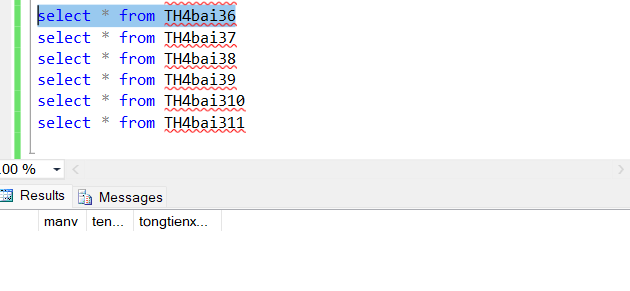 select * from TH4bai36
select * from TH4bai37
select * from TH4bai38
select * from TH4bai39
select * from TH4bai310
select * from TH4bai311
.00 %
Results Messages
manv ten... tongtienx...